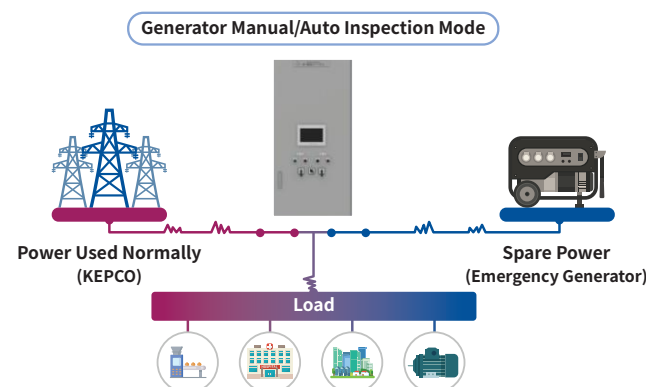 Generator Manual/Auto Inspection Mode
Power Used Normally
(KEPCO)
Spare Power
(Emergency Generator)
Load